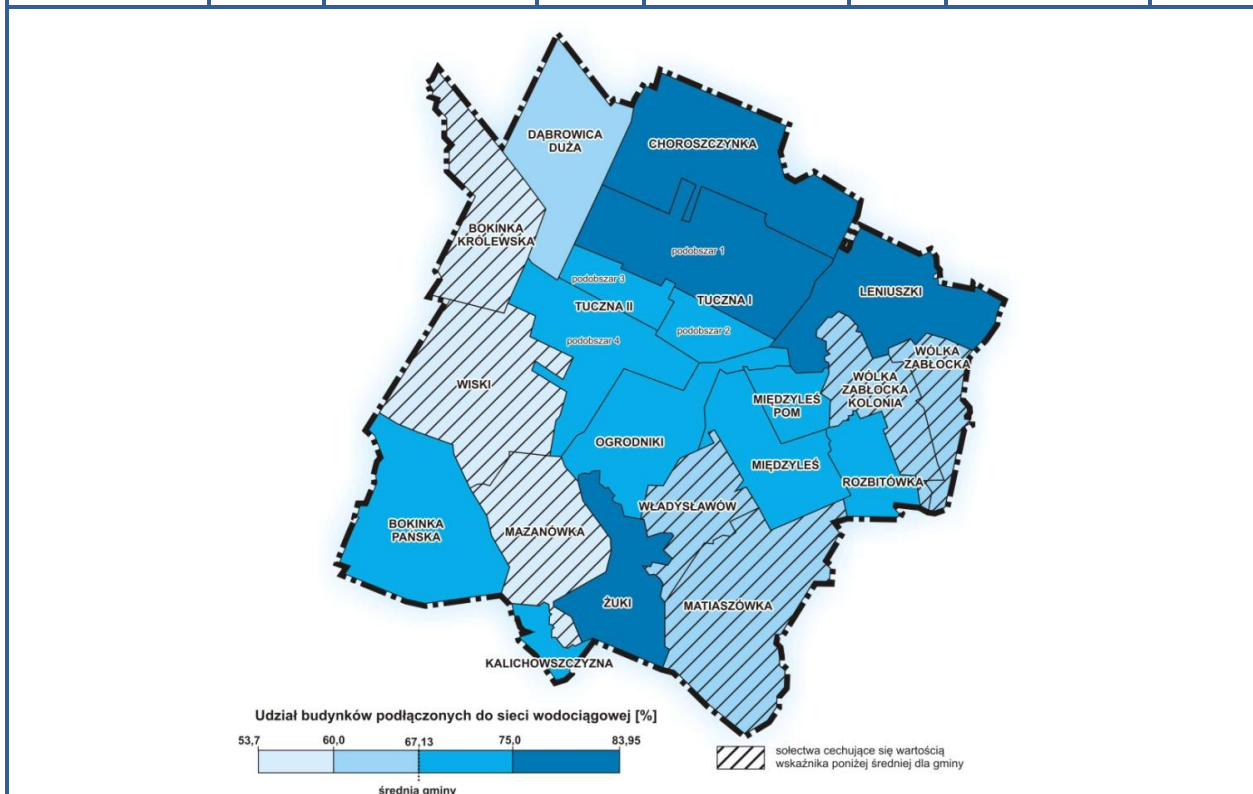 DĄBROWICA
DUŻA
CHOROSZCZYNKA
BOKINKA
KRÓLEWSKA
podobszar 1
podobszar 3
LENIUSZKI
TUCZNA II
TUCZNA I
podobszar 2
podobszar 4
WÓLKA
ZABŁOCKA
WISKI
WÓLKA
ZABŁOCKA
KOLONIA
MIĘDZYLEŚ
POM
OGRODNIKI
MIĘDZYLEŚ
ROZBITÓWKA
WŁADYSŁAWÓW
BOKINKA
PAŃSKA
MAZANÓWKA
ŻUKI
MATIASZÓWKA
KALICHOWSZCZYZNA
Udział budynków podłączonych do sieci wodociągowej [%]
53,7 60,0 67,13 75,0 83,95
średnia gminy
sołectwa cechujące się wartością
wskaźnika poniżej średniej dla gminy